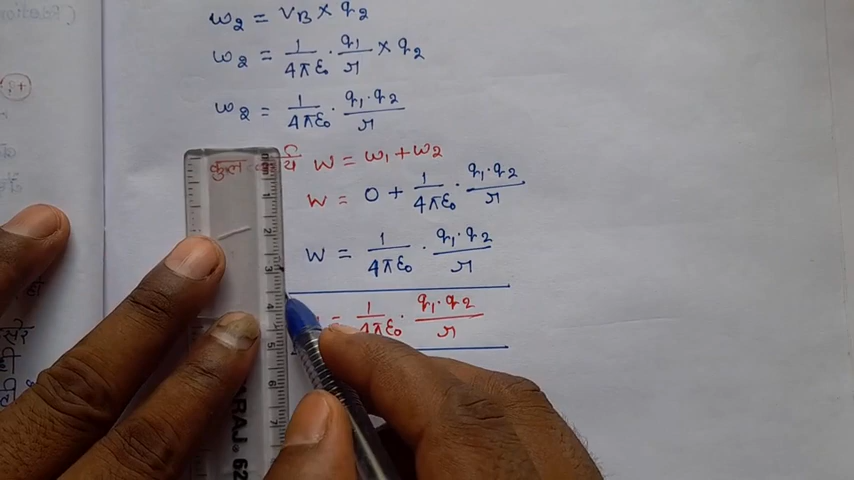 w₂ = V_B × q₂
w₂ = 1/4πε₀ · q₁/r × q₂
w₂ = 1/4πε₀ · q₁·q₂/r
कुल W = w₁ + w₂
W = 0 + 1/4πε₀ · q₁·q₂/r
W = 1/4πε₀ · q₁·q₂/r
= 1/4πε₀ · q₁·q₂/r